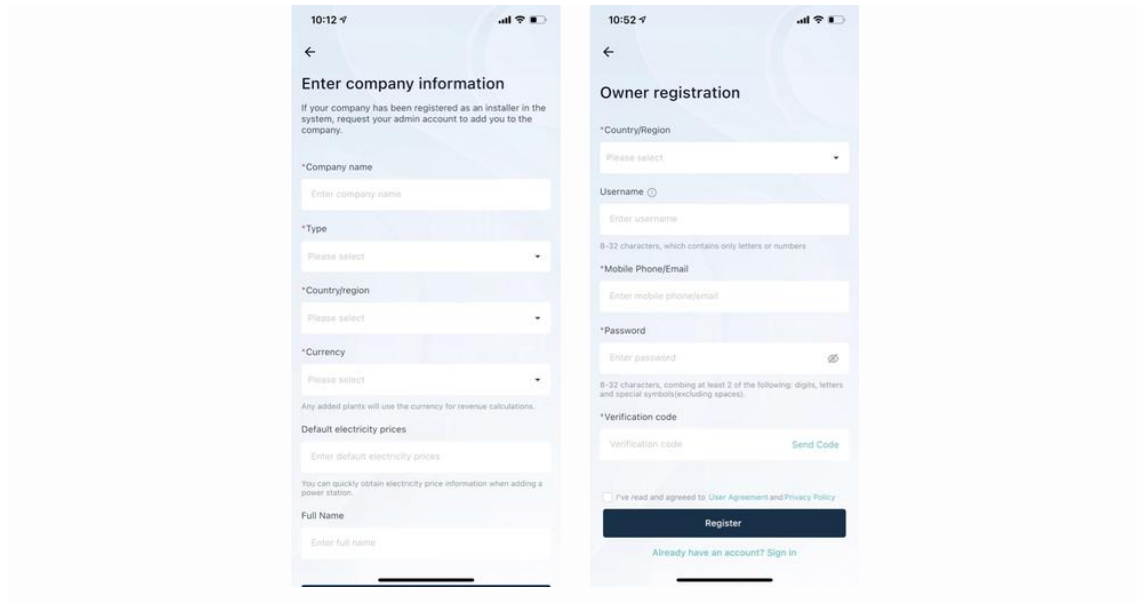 10:12
Enter company information
If your company has been registered as an installer in the
system, request your admin account to add you to the
company.
*Company name
Enter company name
*Type
Please select
*Country/region
Please select
*Currency
Please select
Any added plants will use the currency for revenue calculations.
Default electricity prices
Enter default electricity prices
You can quickly obtain electricity price information when adding a
power station.
Full Name
Enter full name
10:52
Owner registration
*Country/Region
Please select
Username
Enter username
8-32 characters, which contains only letters or numbers
*Mobile Phone/Email
Enter mobile phone/email
*Password
Enter password
8-32 characters, combing at least 2 of the following: digits, letters
and special symbols(excluding spaces).
*Verification code
Verification code
Send Code
I've read and agreeed to User Agreement and Privacy Policy
Register
Already have an account? Sign in